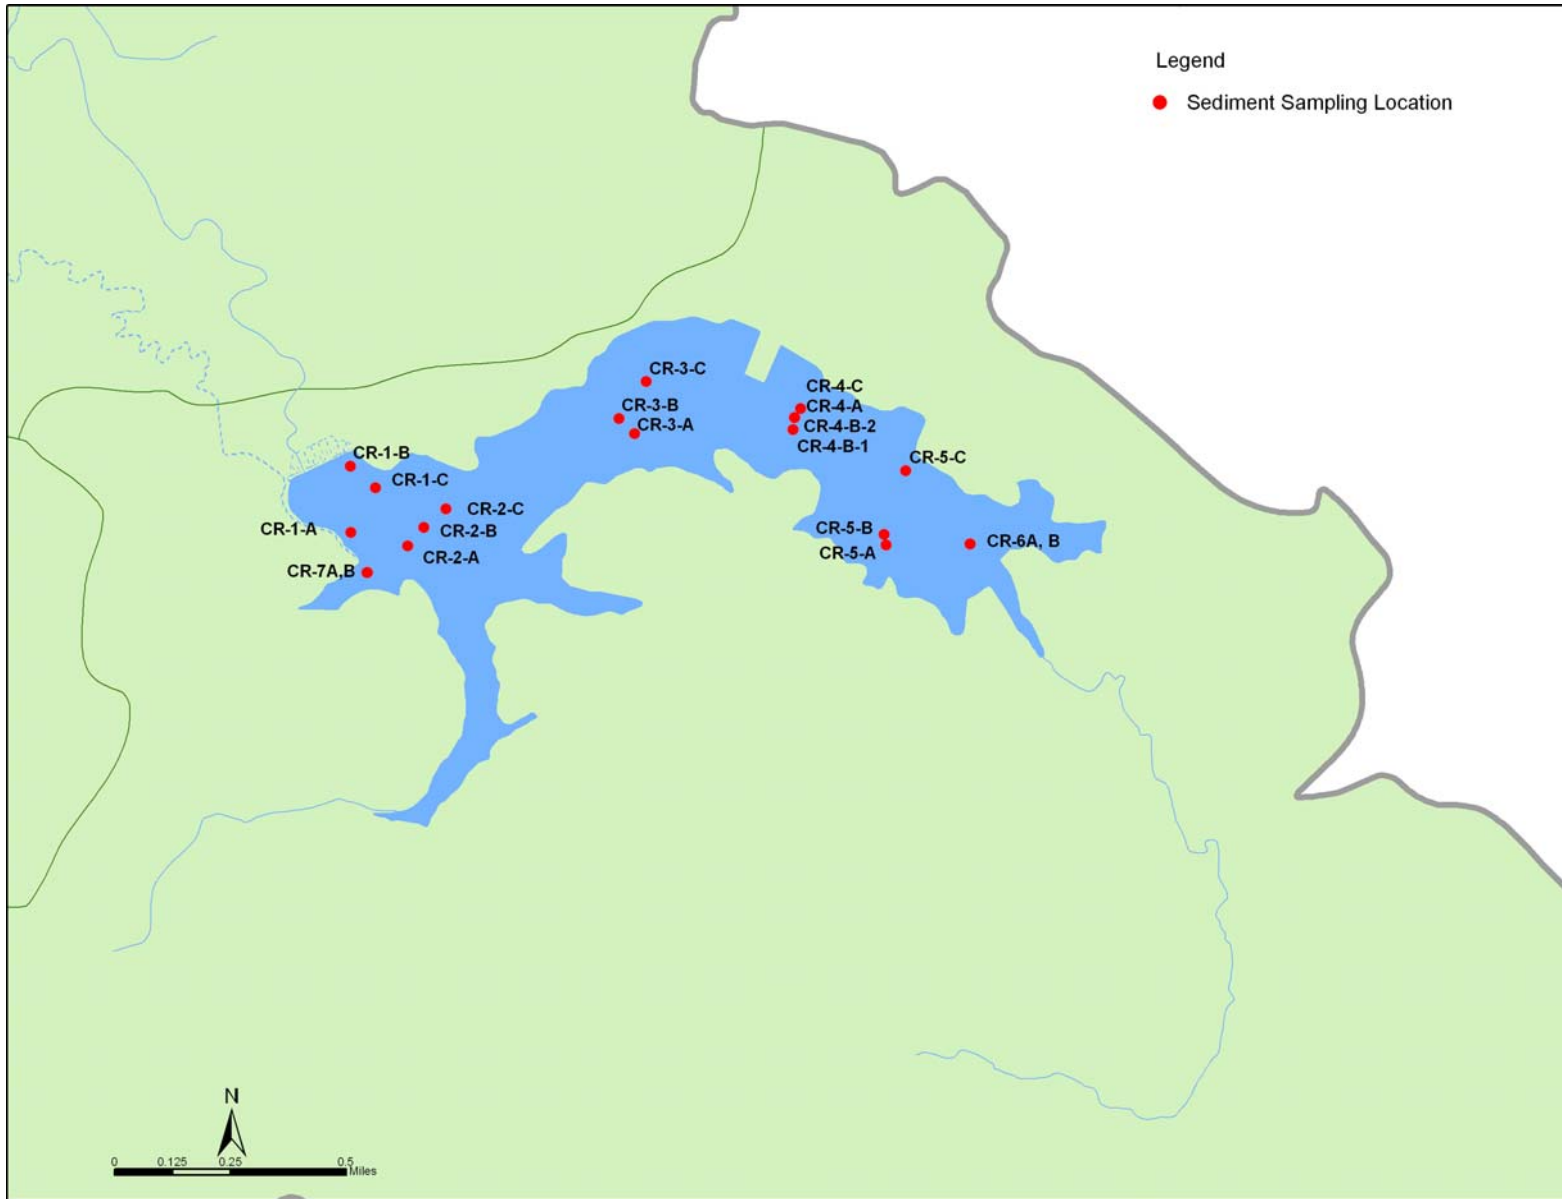 Legend
Sediment Sampling Location
CR-3-C
CR-4-C
CR-3-B
CR-4-A
CR-3-A
CR-4-B-2
CR-4-B-1
CR-1-B
CR-5-C
CR-1-C
CR-2-C
CR-1-A
CR-2-B
CR-5-B
CR-6A, B
CR-2-A
CR-5-A
CR-7A,B
N
0 0.125 0.25 0.5
Miles